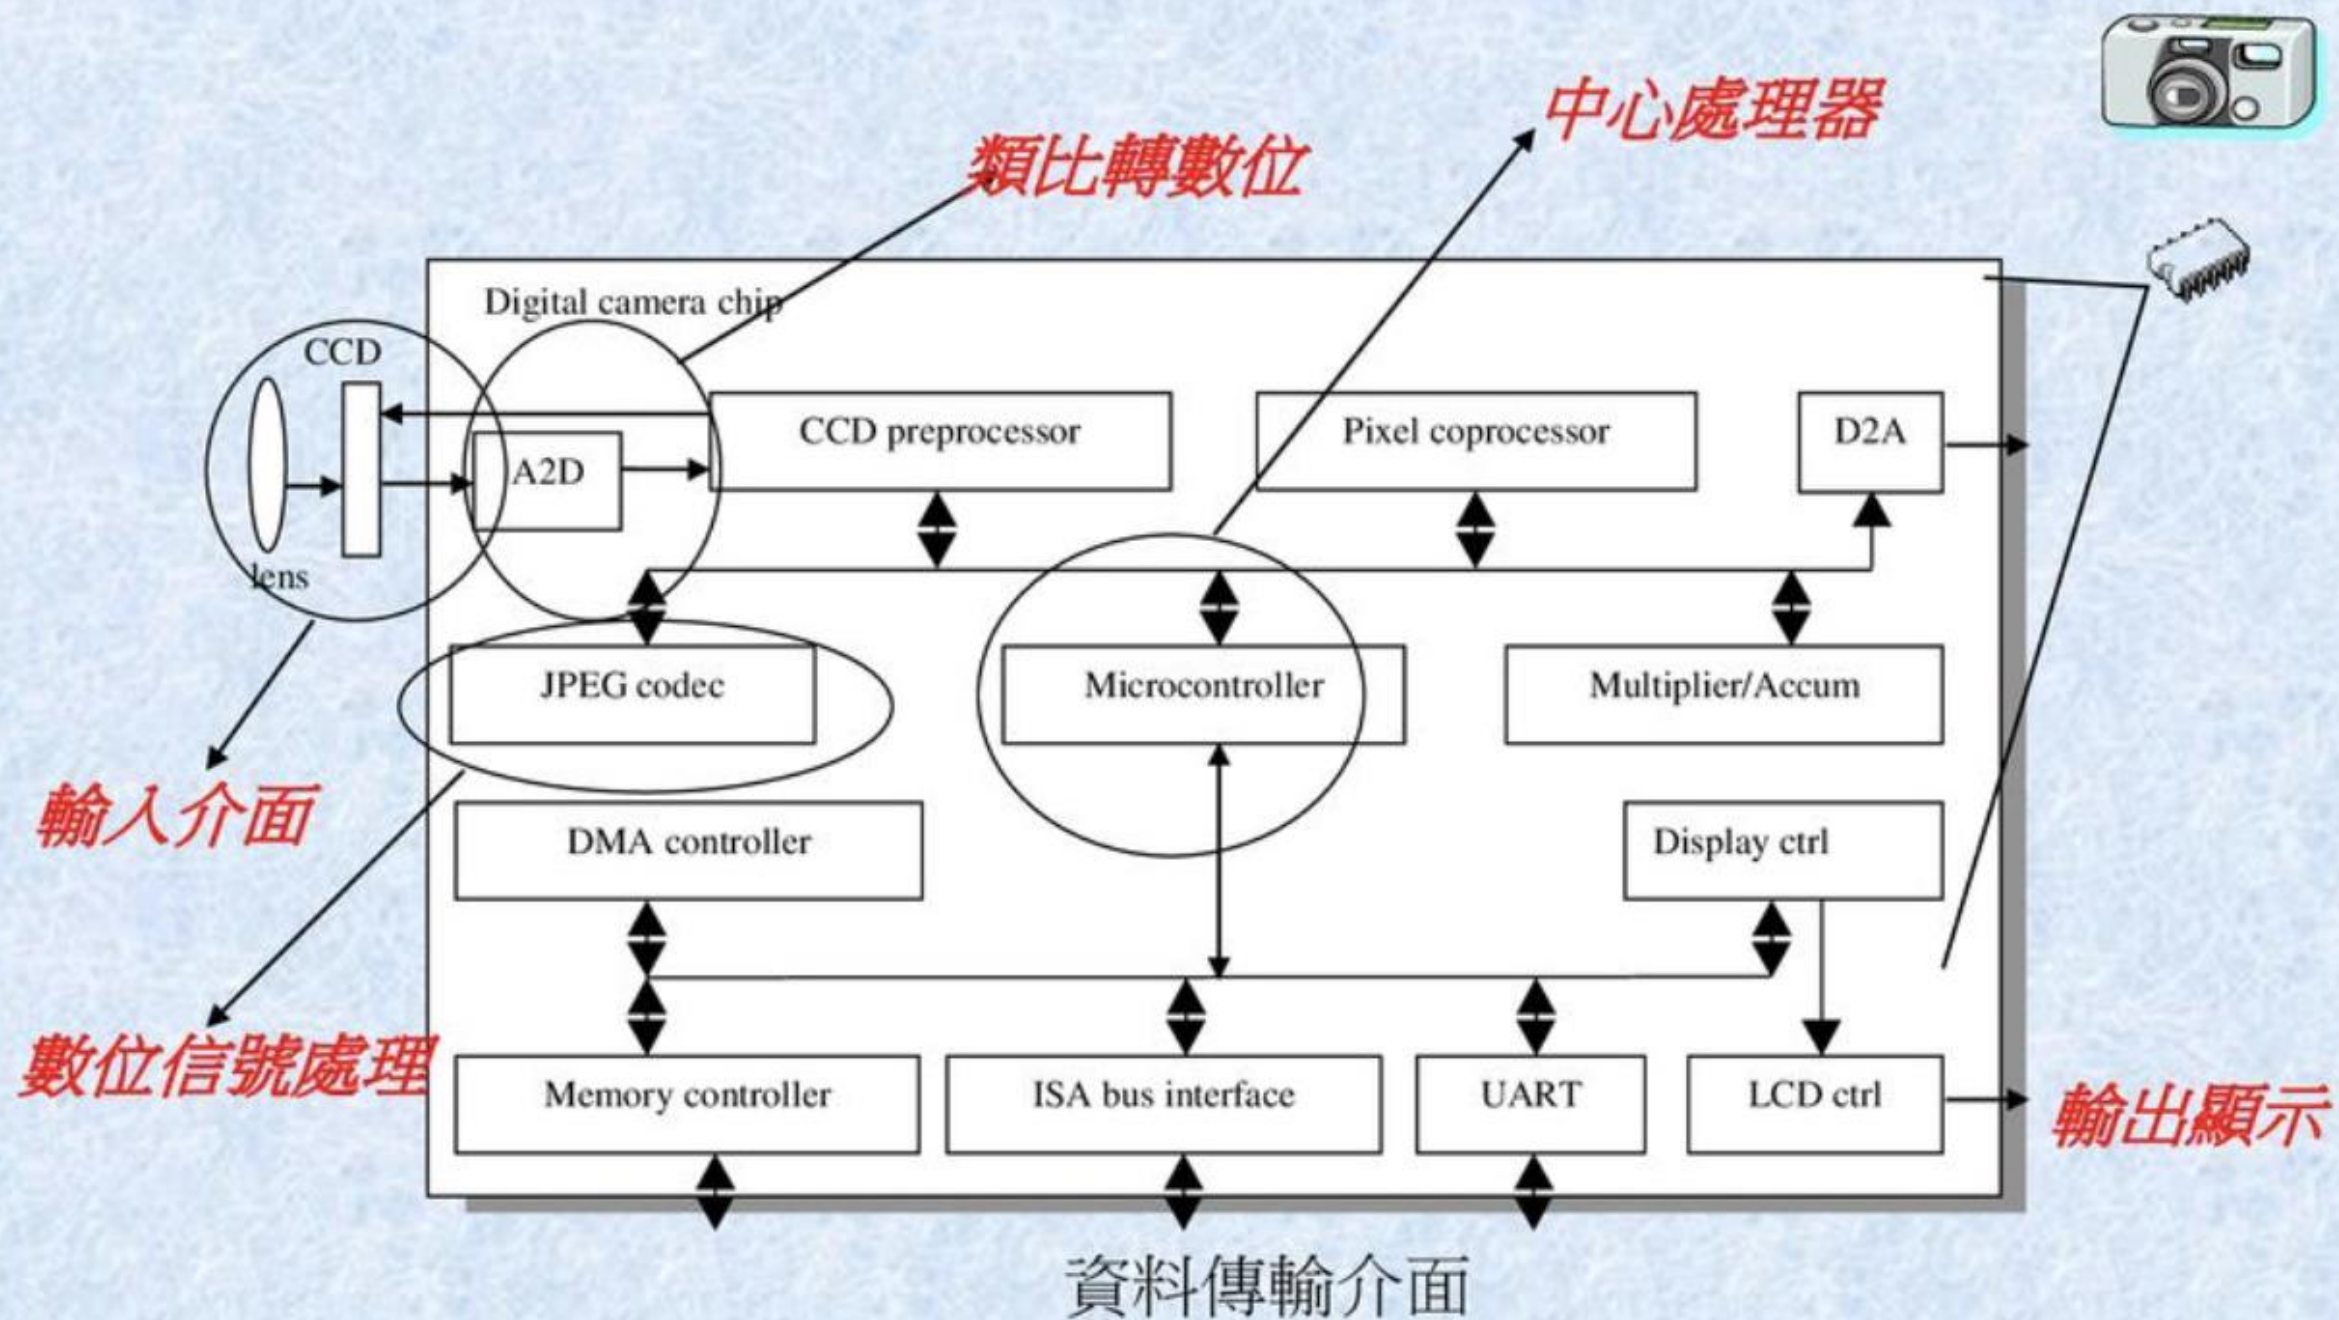 中心處理器
類比轉數位
Digital camera chip
CCD
lens
A2D
CCD preprocessor
Pixel coprocessor
D2A
JPEG codec
Microcontroller
Multiplier/Accum
輸入介面
DMA controller
Display ctrl
數位信號處理
Memory controller
ISA bus interface
UART
LCD ctrl
輸出顯示
資料傳輸介面